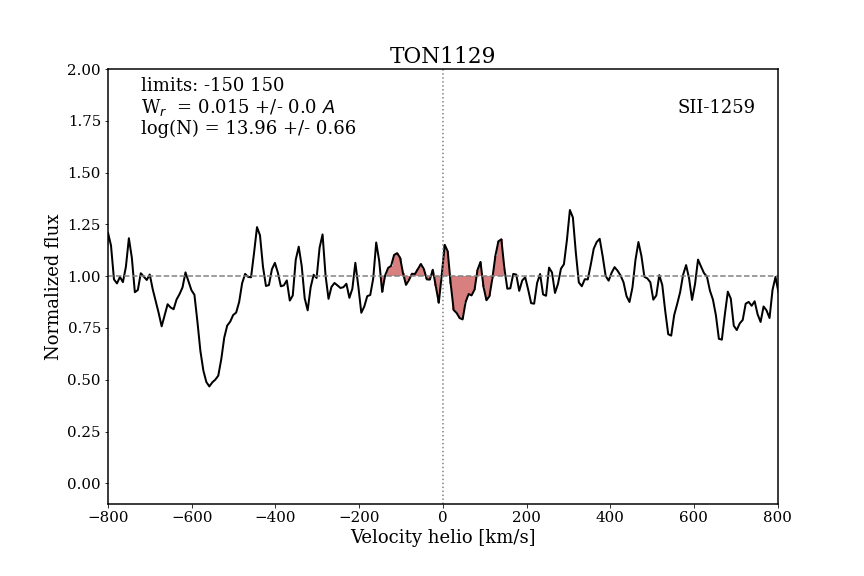 TON1129
limits: -150 150
Wr = 0.015 +/- 0.0 A
log(N) = 13.96 +/- 0.66
SII-1259
Normalized flux
2.00
1.75
1.50
1.25
1.00
0.75
0.50
0.25
0.00
−800 −600 −400 −200 0 200 400 600 800
Velocity helio [km/s]